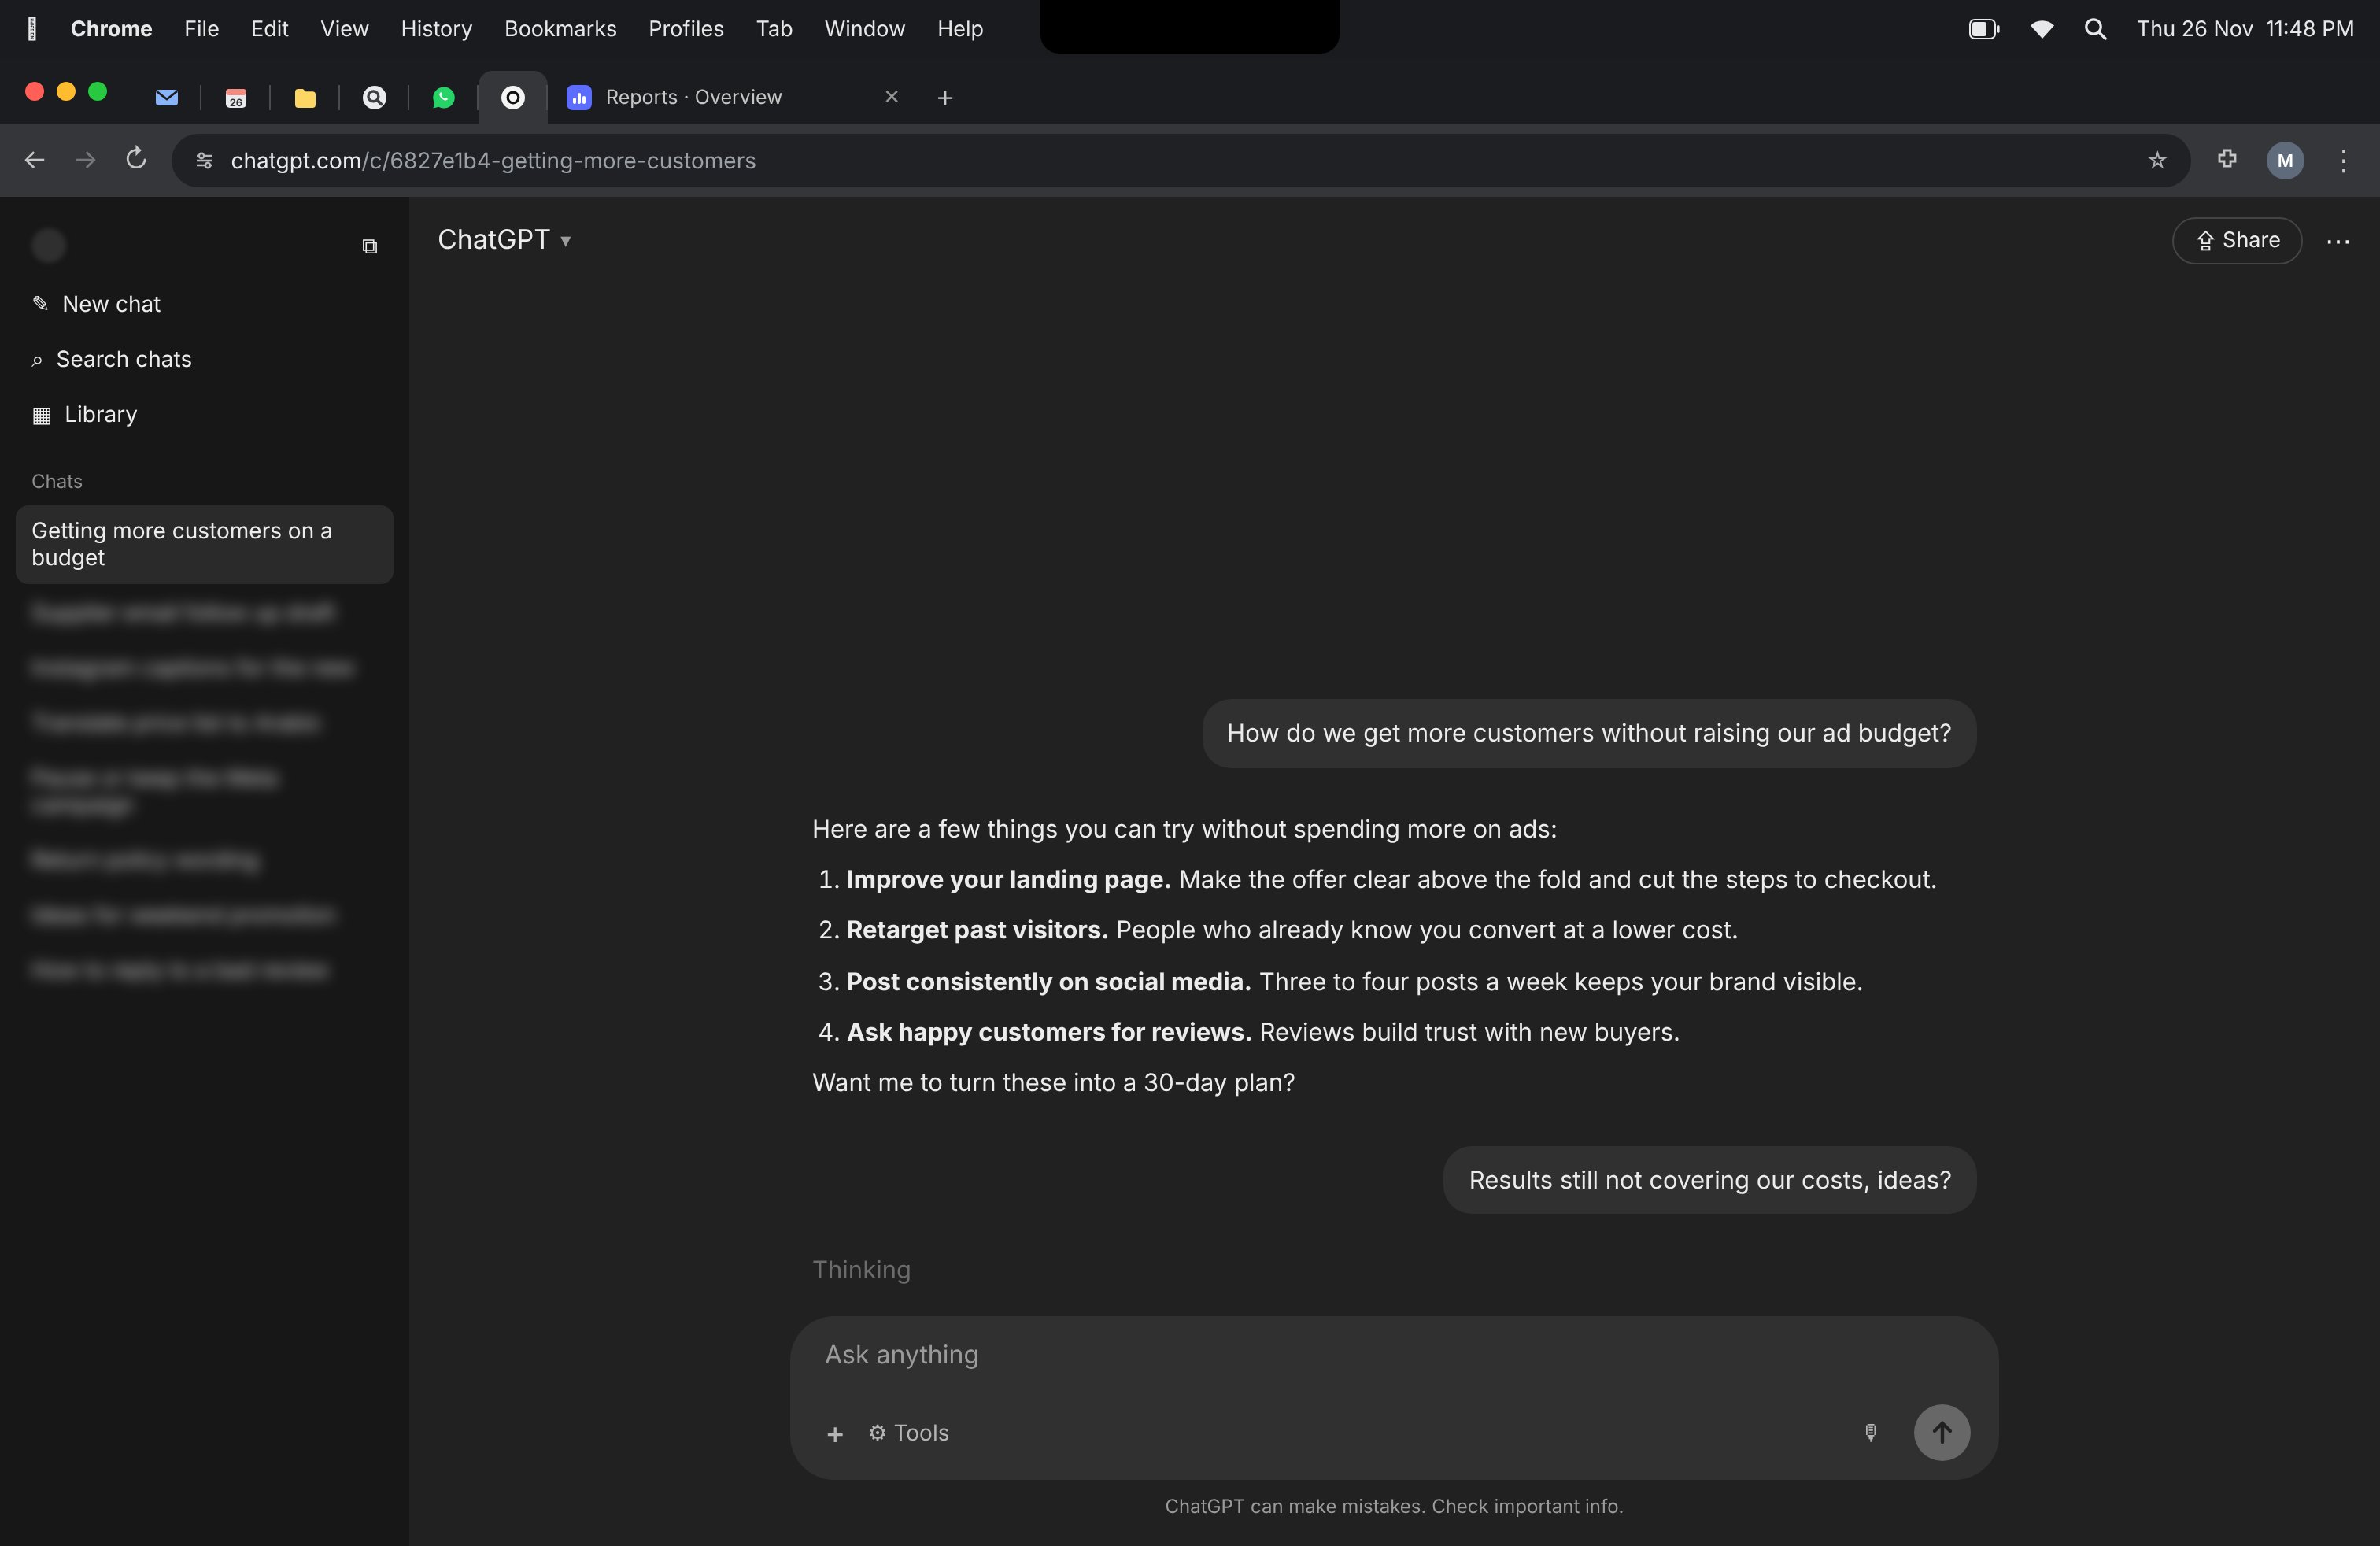 Chrome File Edit View History Bookmarks Profiles Tab Window Help
Thu 26 Nov 11:48 PM
26
Reports · Overview
chatgpt.com/c/6827e1b4-getting-more-customers
M
ChatGPT
Share
New chat
Search chats
Library
Chats
Getting more customers on a
budget
How do we get more customers without raising our ad budget?
Here are a few things you can try without spending more on ads:
1. Improve your landing page. Make the offer clear above the fold and cut the steps to checkout.
2. Retarget past visitors. People who already know you convert at a lower cost.
3. Post consistently on social media. Three to four posts a week keeps your brand visible.
4. Ask happy customers for reviews. Reviews build trust with new buyers.
Want me to turn these into a 30-day plan?
Results still not covering our costs, ideas?
Thinking
Ask anything
Tools
ChatGPT can make mistakes. Check important info.